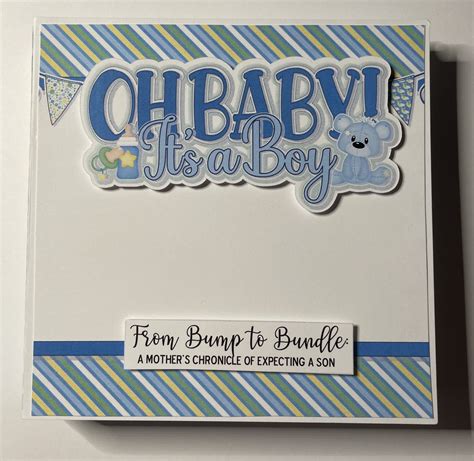 OH BABY!
It's a Boy
From Bump to Bundle:
A MOTHER'S CHRONICLE OF EXPECTING A SON